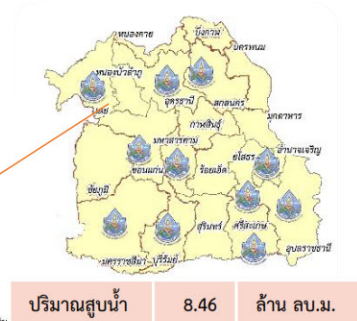 หนองคาย
บึงกาฬ
นครพนม
หนองบัวลำภู
อุดรธานี
สกลนคร
เลย
มุกดาหาร
กาฬสินธุ์
มหาสารคาม
อำนาจเจริญ
ยโสธร
ขอนแก่น
ร้อยเอ็ด
ชัยภูมิ
สุรินทร์
ศรีสะเกษ
อุบลราชธานี
นครราชสีมา
บุรีรัมย์
ปริมาณสูบน้ำ 8.46 ล้าน ลบ.ม.